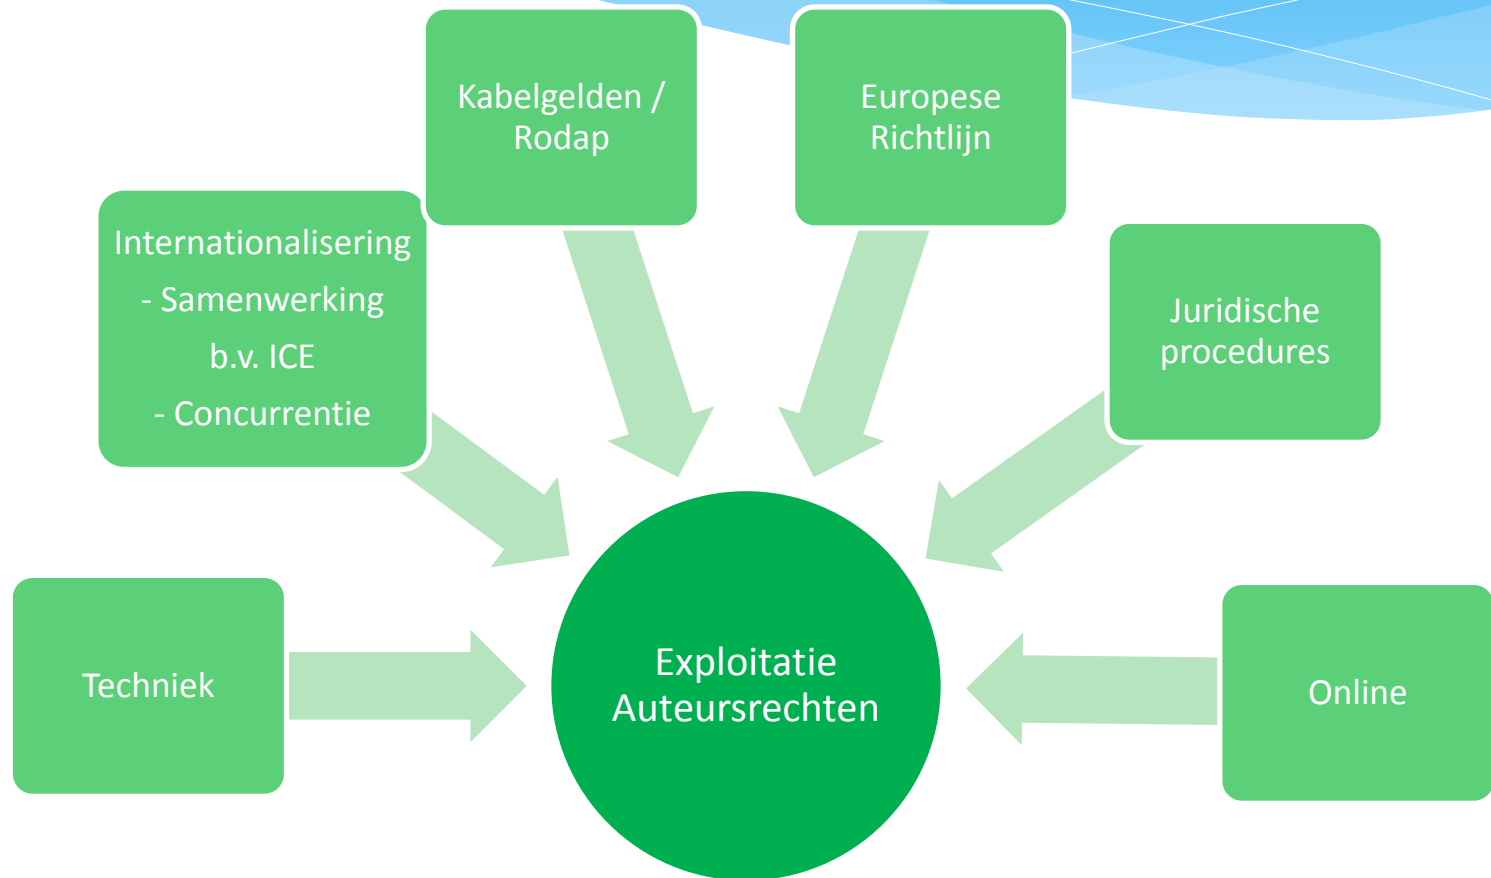 Kabelgelden /
Rodap
Europese
Richtlijn
Internationalisering
- Samenwerking
b.v. ICE
- Concurrentie
Juridische
procedures
Techniek
Exploitatie
Auteursrechten
Online